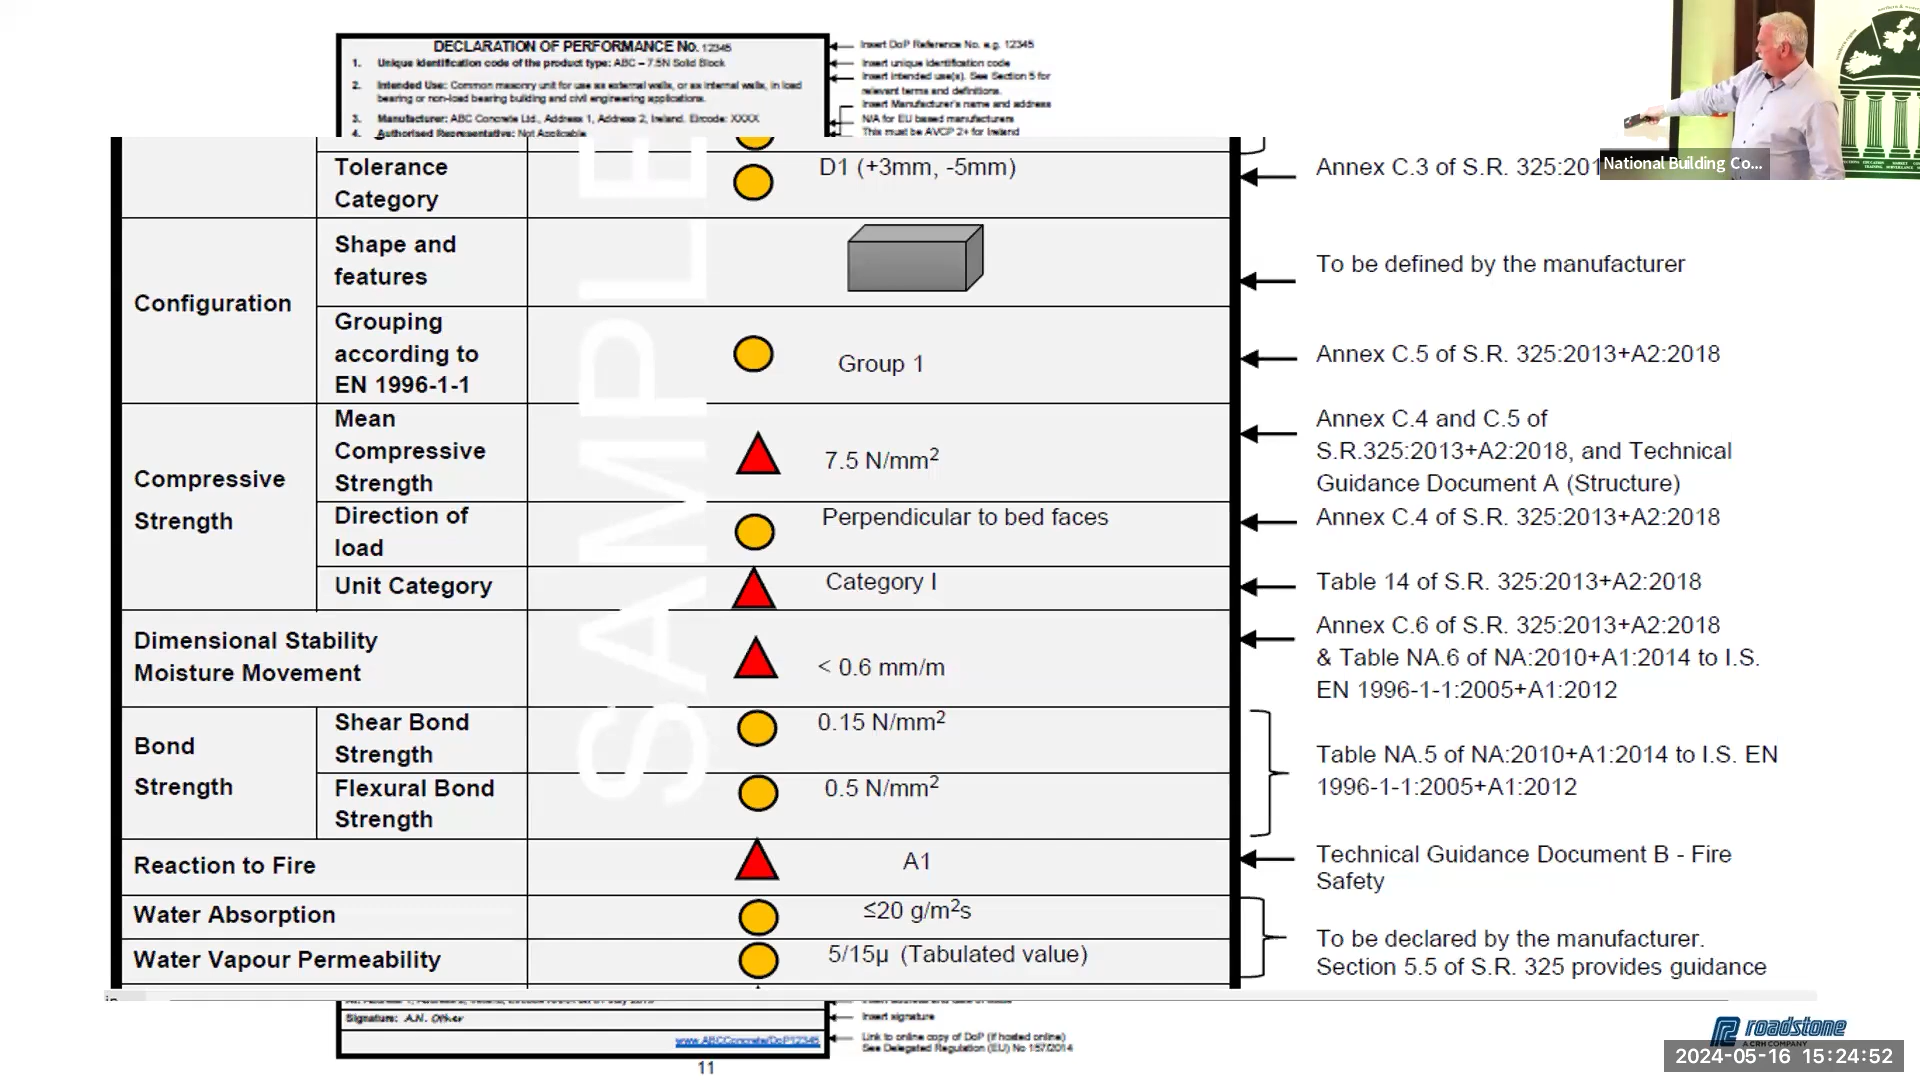 DECLARATION OF PERFORMANCE No. 12345
1. Unique identification code of the product type: ABC – 7.5N Solid Block
2. Intended Use: Common masonry unit for use as external walls, or as internal walls, in load
bearing or non-load bearing building and civil engineering applications.
3. Manufacturer: ABC Concrete Ltd., Address 1, Address 2, Ireland. Eircode: XXXX
4. Authorised Representative: Not Applicable
Insert DoP Reference No. e.g. 12345
Insert unique identification code
Insert intended use(s). See Section 5 for
relevant terms and definitions.
Insert Manufacturer's name and address
N/A for EU based manufacturers
This must be AVCP 2+ for Ireland
National Building Co...
SAMPLE
Tolerance
Category
D1 (+3mm, -5mm)
Annex C.3 of S.R. 325:201
Configuration
Shape and
features
To be defined by the manufacturer
Grouping
according to
EN 1996-1-1
Group 1
Annex C.5 of S.R. 325:2013+A2:2018
Compressive
Strength
Mean
Compressive
Strength
7.5 N/mm²
Annex C.4 and C.5 of
S.R.325:2013+A2:2018, and Technical
Guidance Document A (Structure)
Direction of
load
Perpendicular to bed faces
Annex C.4 of S.R. 325:2013+A2:2018
Unit Category
Category I
Table 14 of S.R. 325:2013+A2:2018
Dimensional Stability
Moisture Movement
< 0.6 mm/m
Annex C.6 of S.R. 325:2013+A2:2018
& Table NA.6 of NA:2010+A1:2014 to I.S.
EN 1996-1-1:2005+A1:2012
Bond
Strength
Shear Bond
Strength
0.15 N/mm²
Flexural Bond
Strength
0.5 N/mm²
Table NA.5 of NA:2010+A1:2014 to I.S. EN
1996-1-1:2005+A1:2012
Reaction to Fire
A1
Technical Guidance Document B - Fire
Safety
Water Absorption
≤20 g/m²s
Water Vapour Permeability
5/15µ (Tabulated value)
To be declared by the manufacturer.
Section 5.5 of S.R. 325 provides guidance
Signature: A.N. Other
Insert signature
www.ABCConcrete/DoP12345
Link to online copy of DoP (if hosted online)
See Delegated Regulation (EU) No 157/2014
11
roadstone
A CRH COMPANY
2024-05-16 15:24:52